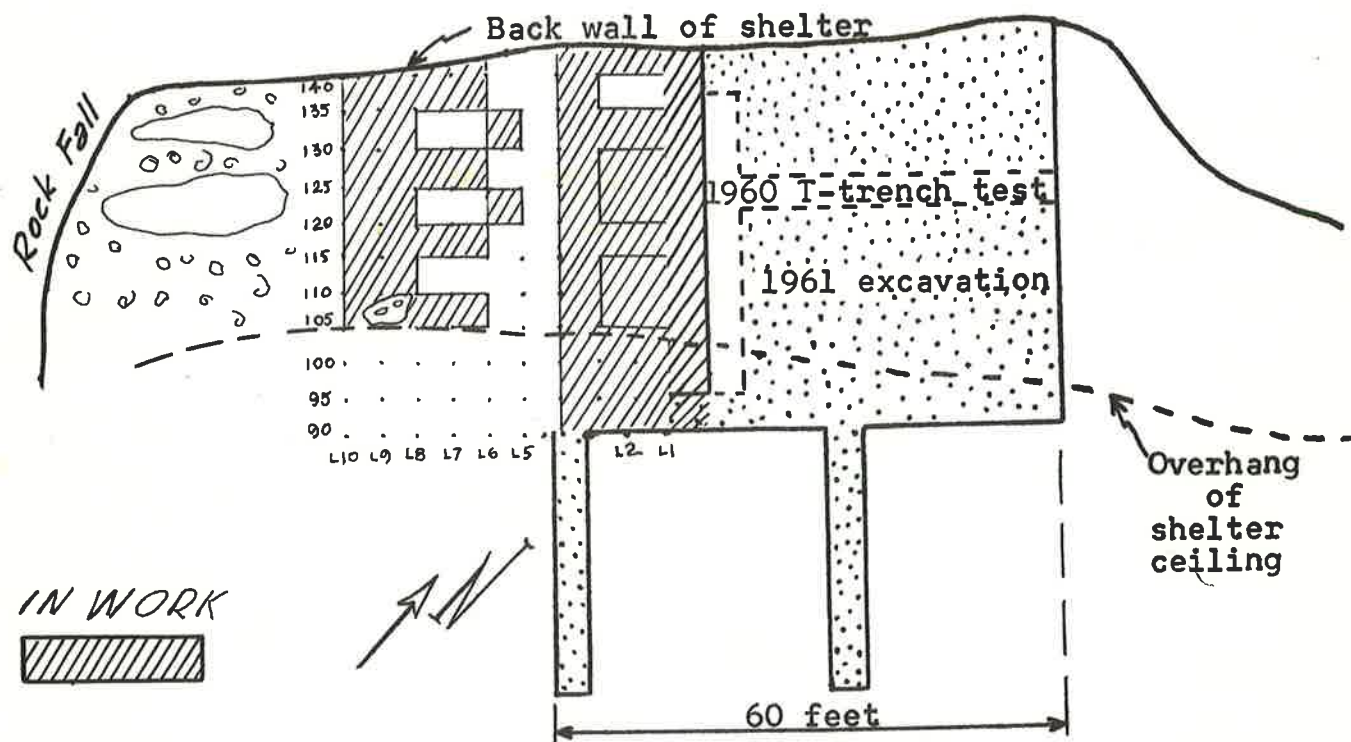 Back wall of shelter
Rock Fall
140
135
130
125
120
115
110
105
100
95
90
L10 L9 L8 L7 L6 L5 L2 L1
1960 T-trench test
1961 excavation
Overhang
of
shelter
ceiling
IN WORK
N
60 feet